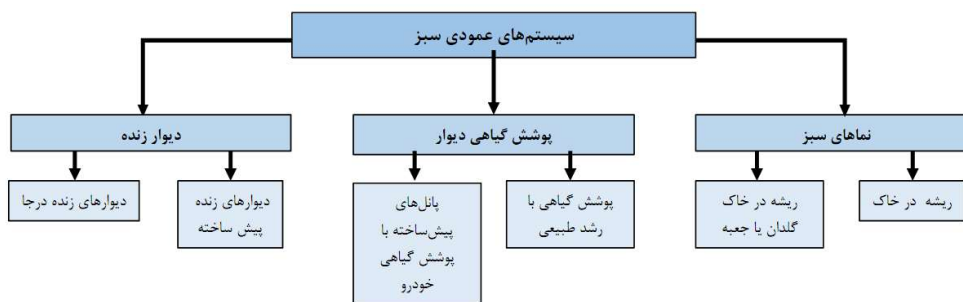 سیستم‌های عمودی سبز
نماهای سبز
پوشش گیاهی دیوار
دیوار زنده
ریشه در خاک
ریشه در خاک
گلدان یا جعبه
پوشش گیاهی با
رشد طبیعی
پانل‌های
پیش‌ساخته با
پوشش گیاهی
خودرو
دیوارهای زنده
پیش ساخته
دیوارهای زنده درجا